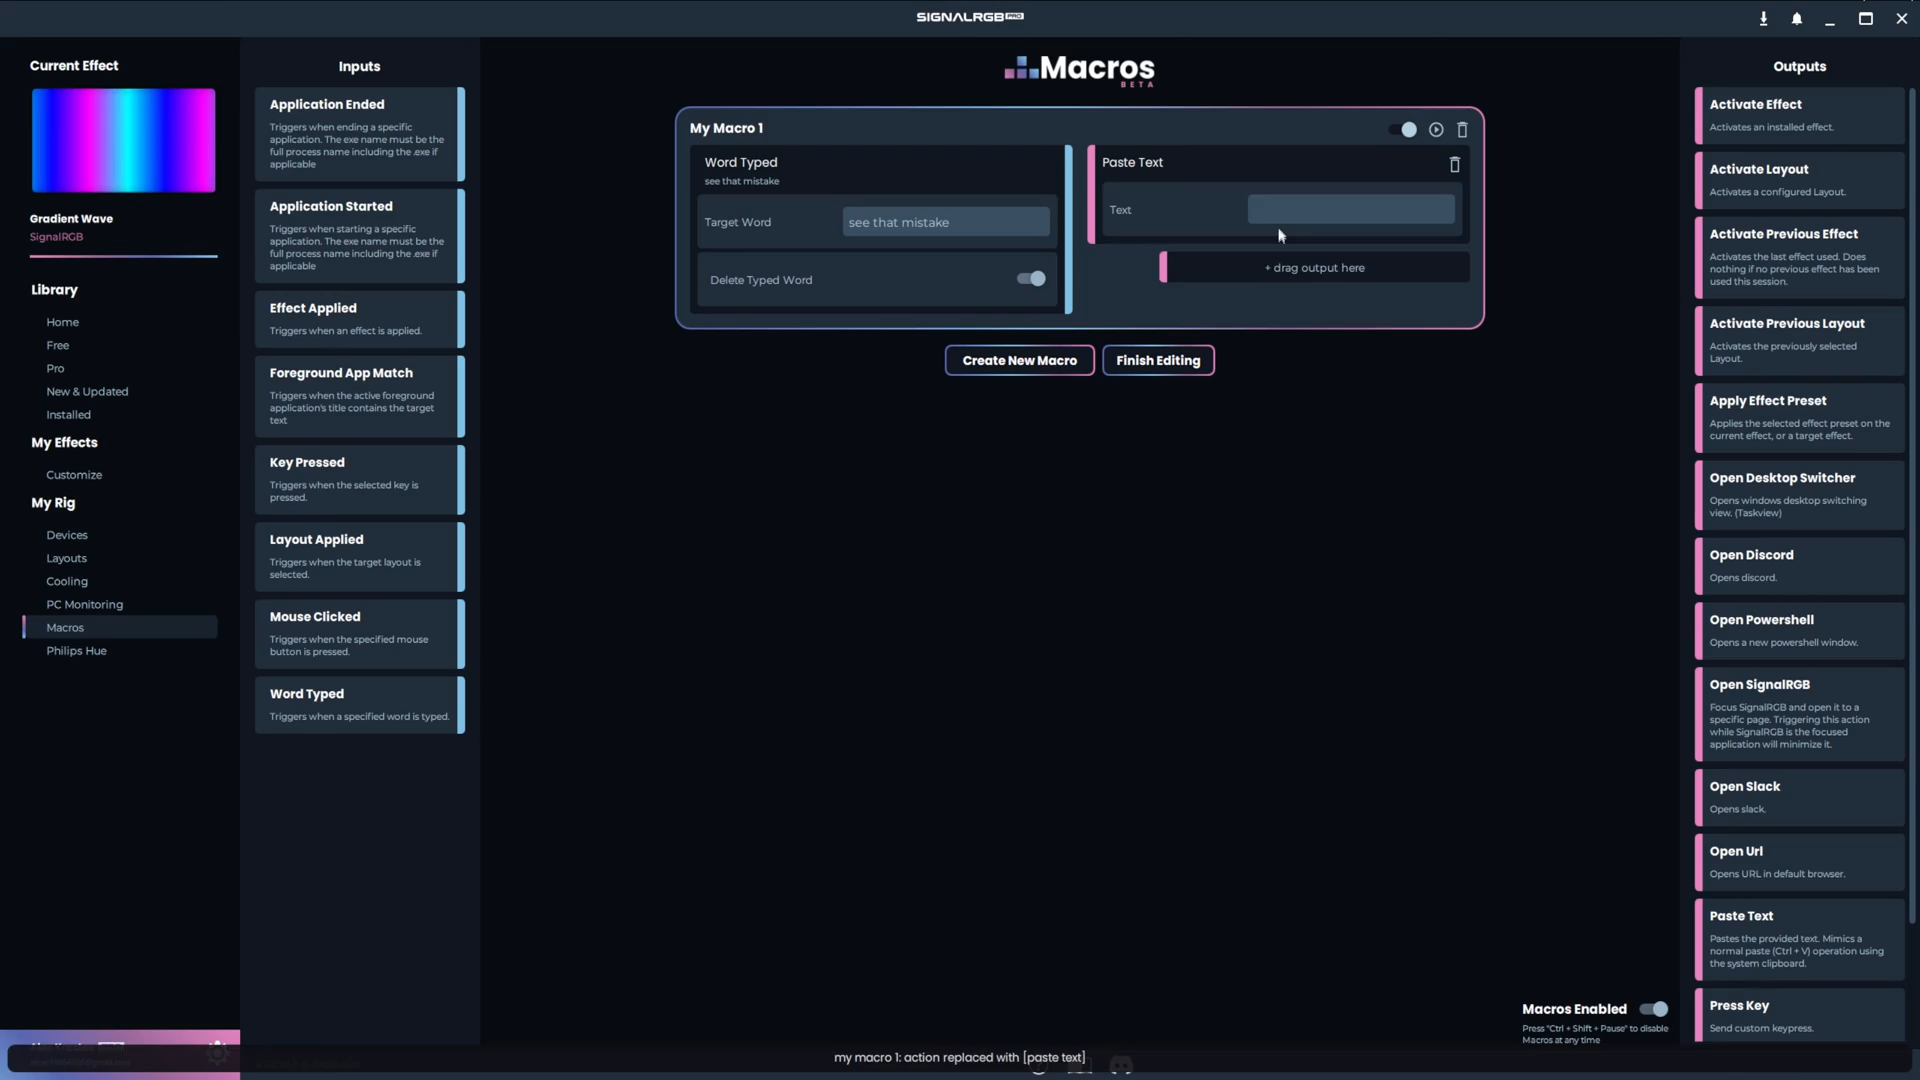 SIGNALRGB PRO
Current Effect
Gradient Wave
SignalRGB
Library
Home
Free
Pro
New & Updated
Installed
My Effects
Customize
My Rig
Devices
Layouts
Cooling
PC Monitoring
Macros
Philips Hue
Inputs
Application Ended
Triggers when ending a specific
application. The exe name must be the
full process name including the .exe if
applicable
Application Started
Triggers when starting a specific
application. The exe name must be the
full process name including the .exe if
applicable
Effect Applied
Triggers when an effect is applied.
Foreground App Match
Triggers when the active foreground
application's title contains the target
text
Key Pressed
Triggers when the selected key is
pressed.
Layout Applied
Triggers when the target layout is
selected.
Mouse Clicked
Triggers when the specified mouse
button is pressed.
Word Typed
Triggers when a specified word is typed.
Macros
BETA
My Macro 1
Word Typed
see that mistake
Target Word
see that mistake
Delete Typed Word
Paste Text
Text
+ drag output here
Create New Macro
Finish Editing
Outputs
Activate Effect
Activates an installed effect.
Activate Layout
Activates a configured Layout.
Activate Previous Effect
Activates the last effect used. Does
nothing if no previous effect has been
used this session.
Activate Previous Layout
Activates the previously selected
Layout.
Apply Effect Preset
Applies the selected effect preset on the
current effect, or a target effect.
Open Desktop Switcher
Opens windows desktop switching
view. (Taskview)
Open Discord
Opens discord.
Open Powershell
Opens a new powershell window.
Open SignalRGB
Focus SignalRGB and open it to a
specific page. Triggering this action
while SignalRGB is the focused
application will minimize it.
Open Slack
Opens slack.
Open Url
Opens URL in default browser.
Paste Text
Pastes the provided text. Mimics a
normal paste (Ctrl + V) operation using
the system clipboard.
Press Key
Send custom keypress.
Macros Enabled
Press "Ctrl + Shift + Pause" to disable
Macros at any time
my macro 1: action replaced with [paste text]